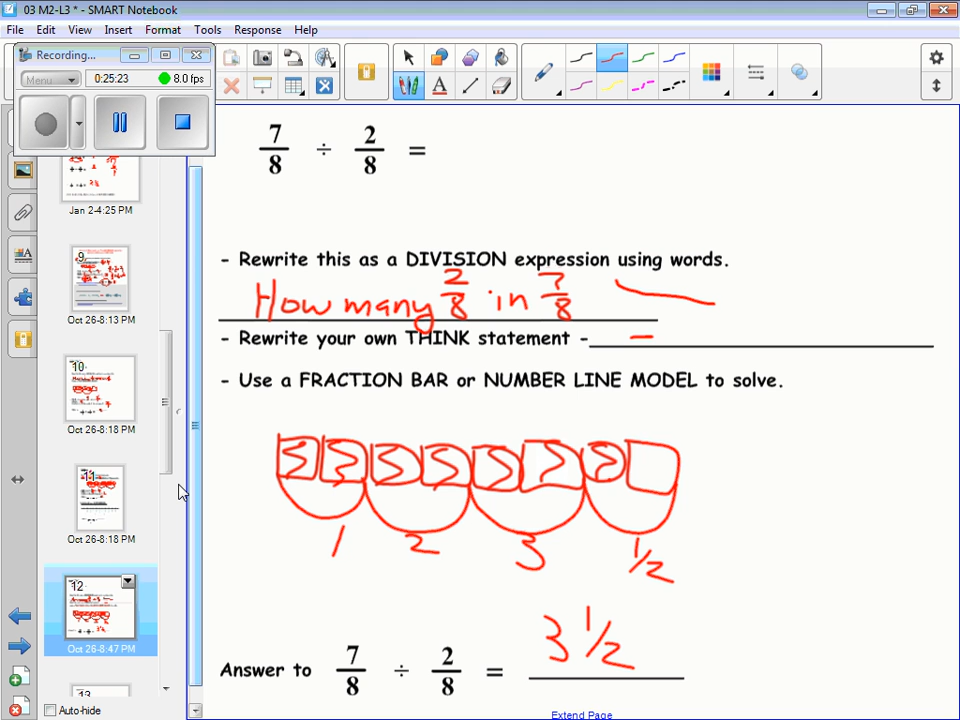 03 M2-L3 * - SMART Notebook
File Edit View Insert Format Tools Response Help
Recording...
Menu 0:25:23 8.0 fps
Jan 2-4:25 PM
9
Oct 26-8:13 PM
10
Oct 26-8:18 PM
11
Oct 26-8:18 PM
12
Oct 26-8:47 PM
13
Auto-hide
7/8 ÷ 2/8 =
- Rewrite this as a DIVISION expression using words.
How many 2/8 in 7/8
- Rewrite your own THINK statement -
- Use a FRACTION BAR or NUMBER LINE MODEL to solve.
1 2 3 1/2
3 1/2
Answer to 7/8 ÷ 2/8 =
Extend Page